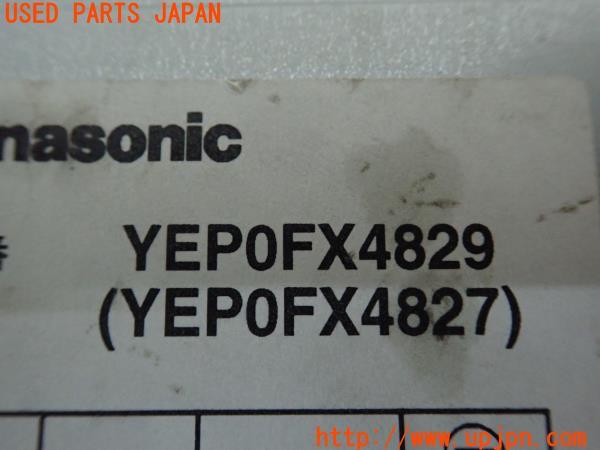 USED PARTS JAPAN
nasonic
YEP0FX4829
(YEP0FX4827)
http://www.upjpn.com